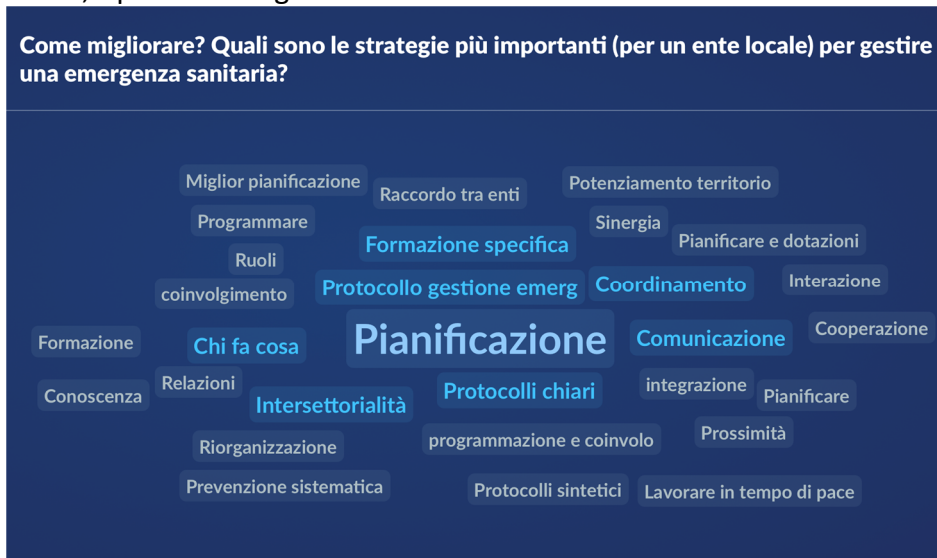 Come migliorare? Quali sono le strategie più importanti (per un ente locale) per gestire
una emergenza sanitaria?
Miglior pianificazione
Raccordo tra enti
Potenziamento territorio
Programmare
Sinergia
Formazione specifica
Pianificare e dotazioni
Ruoli
coinvolgimento
Protocollo gestione emerg
Coordinamento
Interazione
Formazione
Chi fa cosa
Pianificazione
Comunicazione
Cooperazione
Conoscenza
Relazioni
Intersettorialità
Protocolli chiari
integrazione
Pianificare
Riorganizzazione
programmazione e coinvolo
Prossimità
Prevenzione sistematica
Protocolli sintetici
Lavorare in tempo di pace